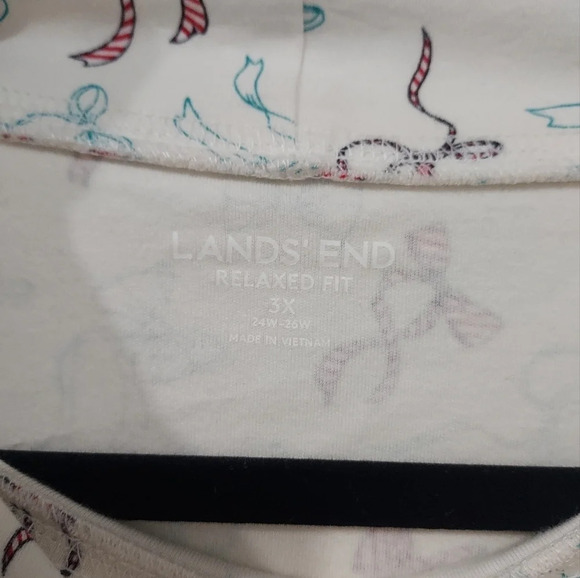 LANDS' END
RELAXED FIT
3X
24W-26W
MADE IN VIETNAM